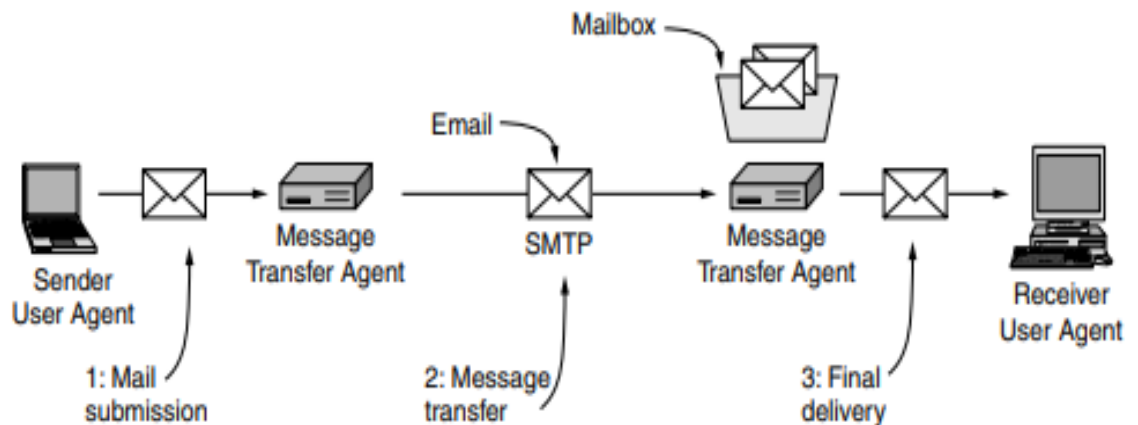 Mailbox
Email
SMTP
Message
Transfer Agent
Message
Transfer Agent
Sender
User Agent
Receiver
User Agent
1: Mail
submission
2: Message
transfer
3: Final
delivery